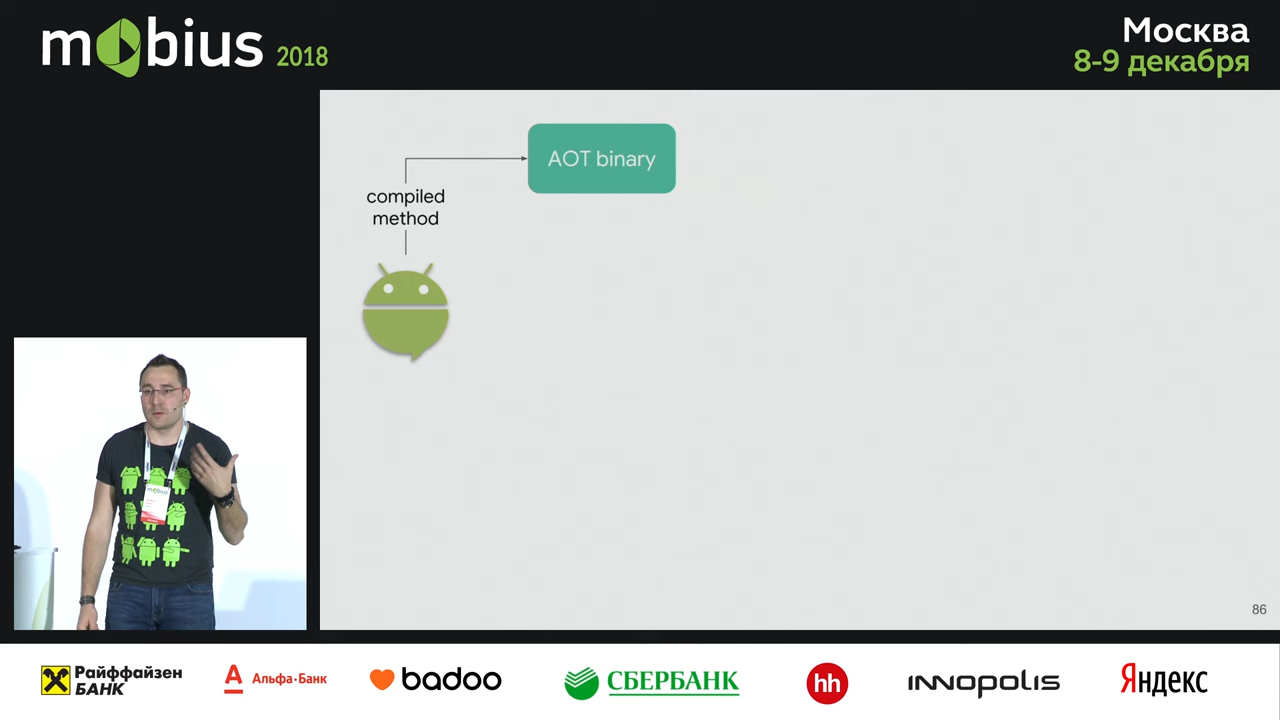 mobius 2018
Москва
8-9 декабря
AOT binary
compiled
method
86
mobius
Райффайзен
БАНК
Альфа·Банк
badoo
СБЕРБАНК
hh
innopolis
Яндекс